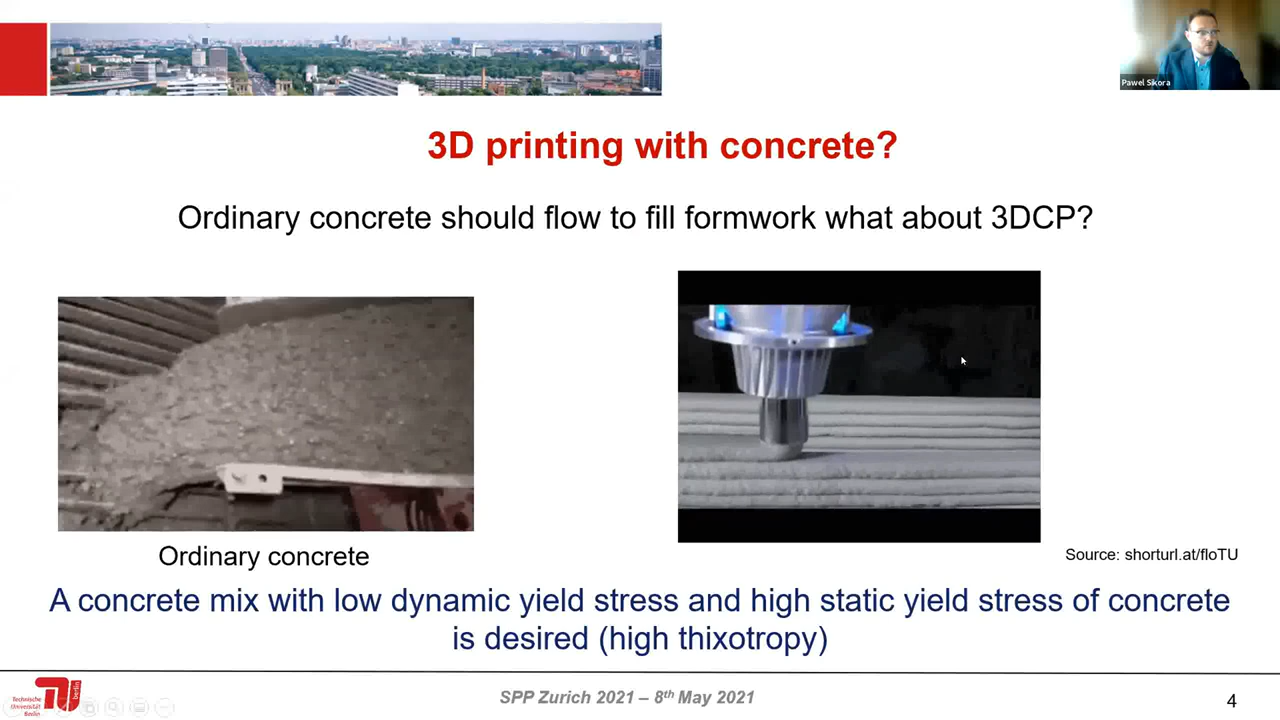 Pawel Sikora
3D printing with concrete?
Ordinary concrete should flow to fill formwork what about 3DCP?
Ordinary concrete
Source: shorturl.at/floTU
A concrete mix with low dynamic yield stress and high static yield stress of concrete
is desired (high thixotropy)
Technische
Universität
Berlin
berlin
SPP Zurich 2021 – 8th May 2021
4